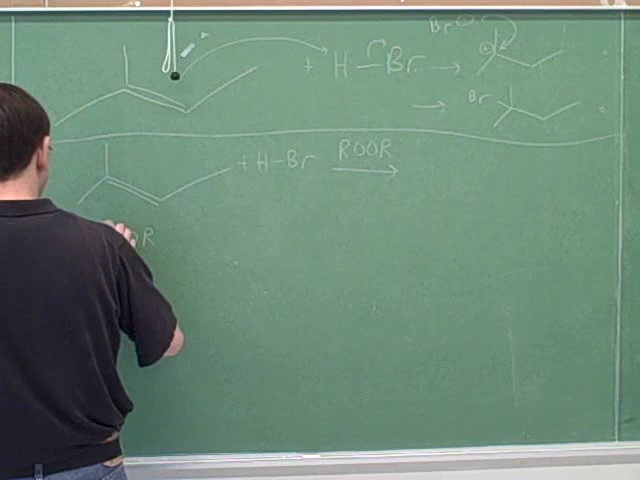 Br⊖
+ H—Br → ⊕
→ Br
+ H-Br ROOR →
R